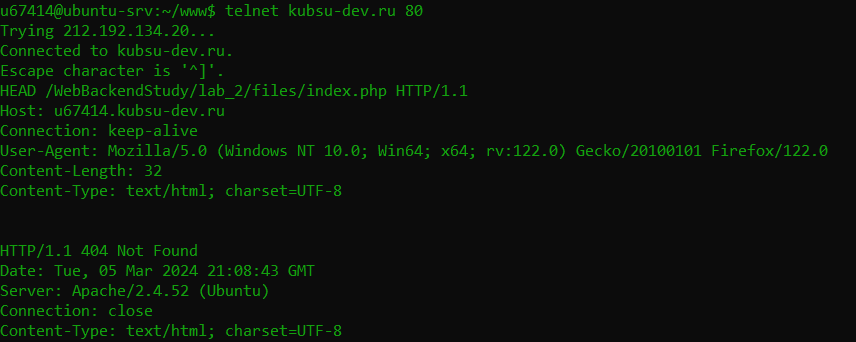 u67414@ubuntu-srv:~/www$ telnet kubsu-dev.ru 80
Trying 212.192.134.20...
Connected to kubsu-dev.ru.
Escape character is '^]'.
HEAD /WebBackendStudy/lab_2/files/index.php HTTP/1.1
Host: u67414.kubsu-dev.ru
Connection: keep-alive
User-Agent: Mozilla/5.0 (Windows NT 10.0; Win64; x64; rv:122.0) Gecko/20100101 Firefox/122.0
Content-Length: 32
Content-Type: text/html; charset=UTF-8
HTTP/1.1 404 Not Found
Date: Tue, 05 Mar 2024 21:08:43 GMT
Server: Apache/2.4.52 (Ubuntu)
Connection: close
Content-Type: text/html; charset=UTF-8